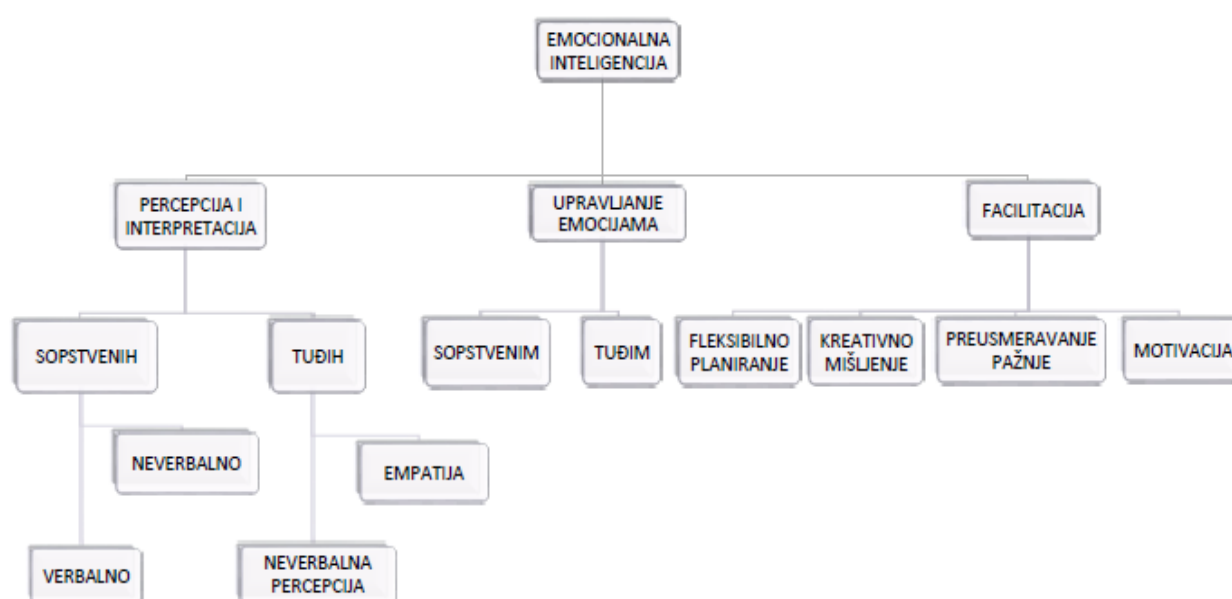 EMOCIONALNA
INTELIGENCIJA
PERCEPCIJA I
INTERPRETACIJA
UPRAVLJANJE
EMOCIJAMA
FACILITACIJA
SOPSTVENIH
TUĐIH
SOPSTVENIM
TUĐIM
FLEKSIBILNO
PLANIRANJE
KREATIVNO
MIŠLJENJE
PREUSMERAVANJE
PAŽNJE
MOTIVACIJA
NEVERBALNO
EMPATIJA
VERBALNO
NEVERBALNA
PERCEPCIJA